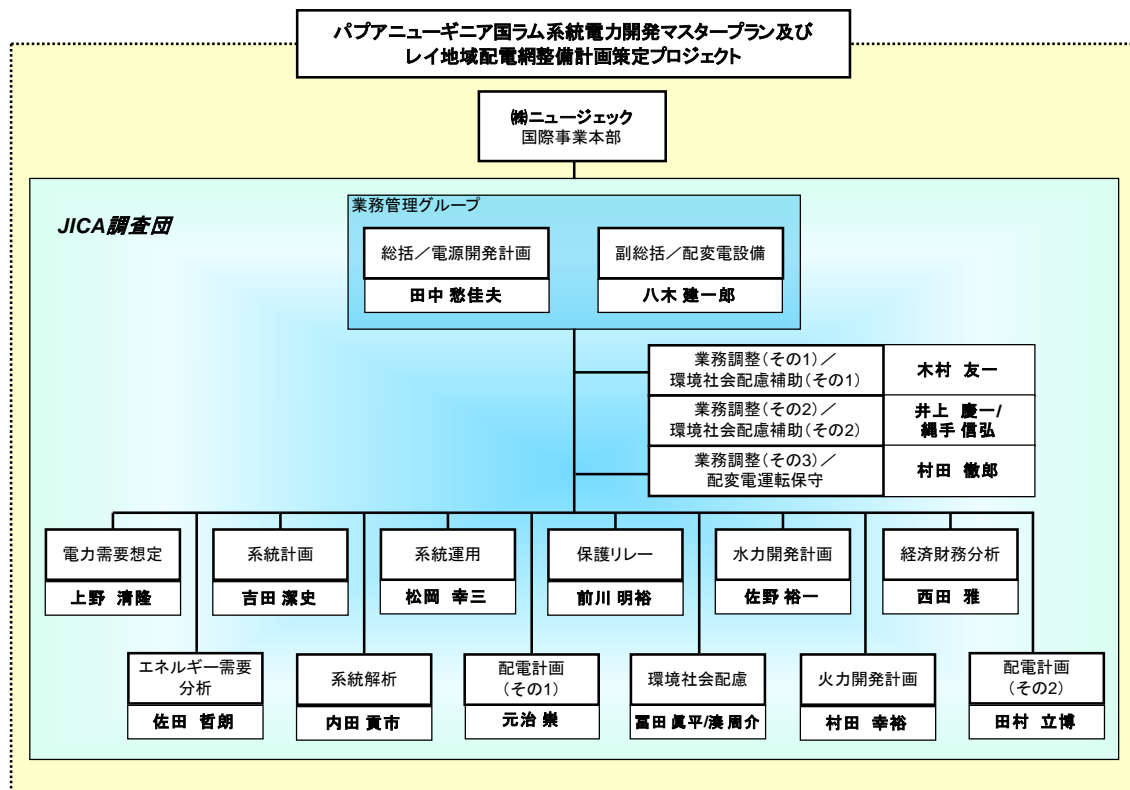 パプアニューギニア国ラム系統電力開発マスタープラン及び
レイ地域配電網整備計画策定プロジェクト
㈱ニュージェック
国際事業本部
JICA調査団
業務管理グループ
総括／電源開発計画
田中 愁佳夫
副総括／配変電設備
八木 建一郎
業務調整（その1）／
環境社会配慮補助（その1）
木村 友一
業務調整（その2）／
環境社会配慮補助（その2）
井上 慶一/
縄手 信弘
業務調整（その3）／
配変電運転保守
村田 徹郎
電力需要想定
上野 清隆
系統計画
吉田 潔史
系統運用
松岡 幸三
保護リレー
前川 明裕
水力開発計画
佐野 裕一
経済財務分析
西田 雅
エネルギー需要
分析
佐田 哲朗
系統解析
内田 貢市
配電計画
（その1）
元治 崇
環境社会配慮
冨田 眞平/湊 周介
火力開発計画
村田 幸裕
配電計画
（その2）
田村 立博